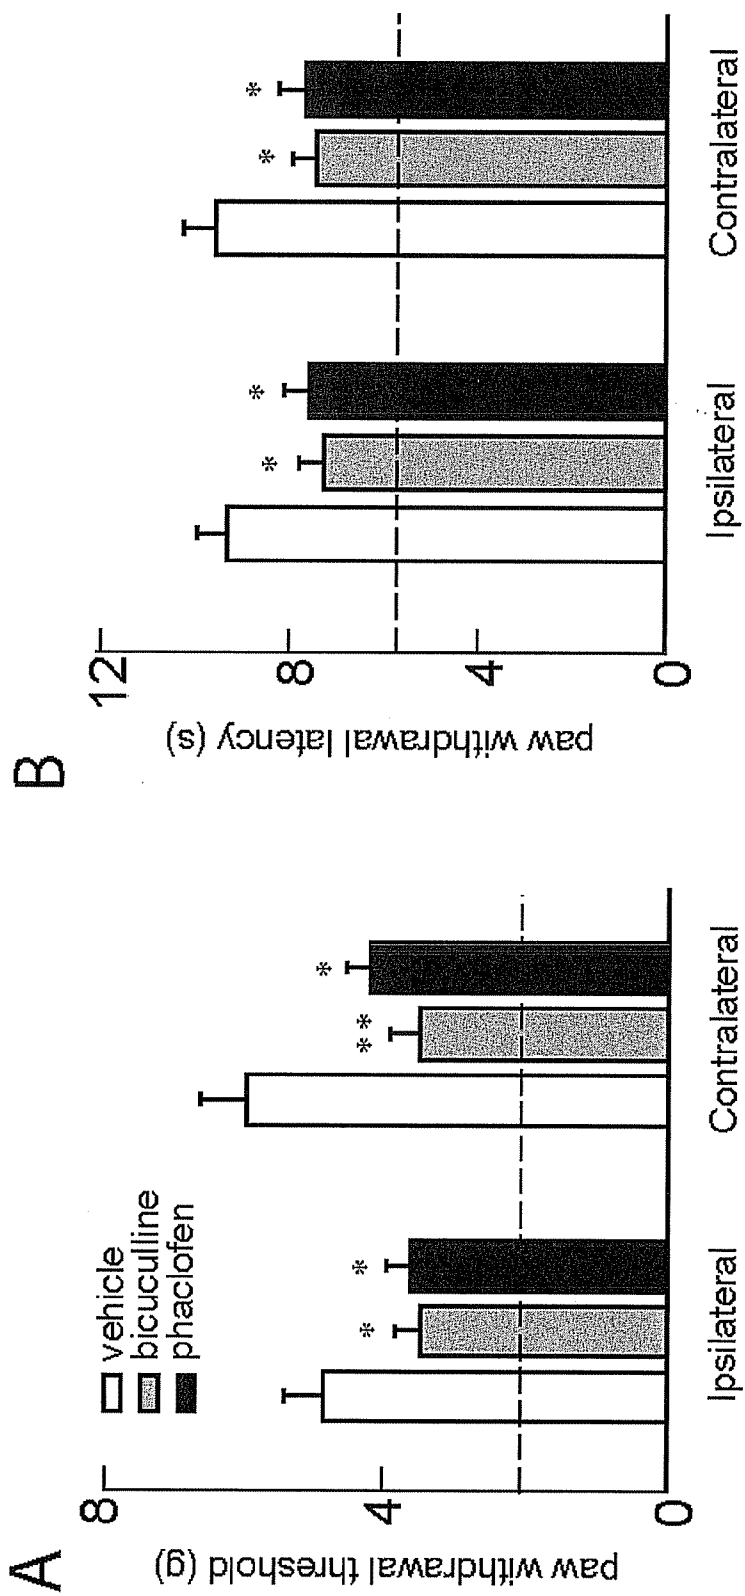 A
paw withdrawal threshold (g)
8
4
0
vehicle
bicuculline
phaclofen
*
*
**
*
Ipsilateral
Contralateral
B
paw withdrawal latency (s)
12
8
4
0
*
*
*
*
Ipsilateral
Contralateral